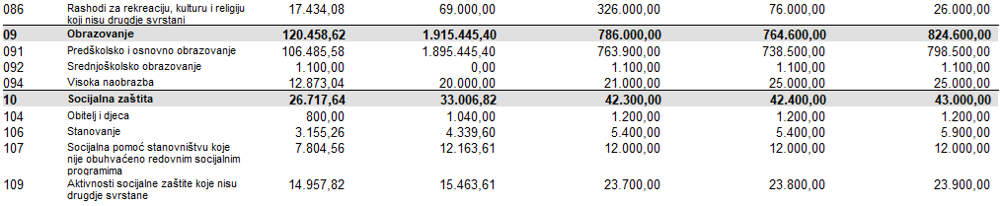 086 Rashodi za rekreaciju, kulturu i religiju 17.434,08 69.000,00 326.000,00 76.000,00 26.000,00
koji nisu drugdje svrstani
09 Obrazovanje 120.458,62 1.915.445,40 786.000,00 764.600,00 824.600,00
091 Predškolsko i osnovno obrazovanje 106.485,58 1.895.445,40 763.900,00 738.500,00 798.500,00
092 Srednjoškolsko obrazovanje 1.100,00 0,00 1.100,00 1.100,00 1.100,00
094 Visoka naobrazba 12.873,04 20.000,00 21.000,00 25.000,00 25.000,00
10 Socijalna zaštita 26.717,64 33.006,82 42.300,00 42.400,00 43.000,00
104 Obitelj i djeca 800,00 1.040,00 1.200,00 1.200,00 1.200,00
106 Stanovanje 3.155,26 4.339,60 5.400,00 5.400,00 5.900,00
107 Socijalna pomoć stanovništvu koje 7.804,56 12.163,61 12.000,00 12.000,00 12.000,00
nije obuhvaćeno redovnim socijalnim
programima
109 Aktivnosti socijalne zaštite koje nisu 14.957,82 15.463,61 23.700,00 23.800,00 23.900,00
drugdje svrstane